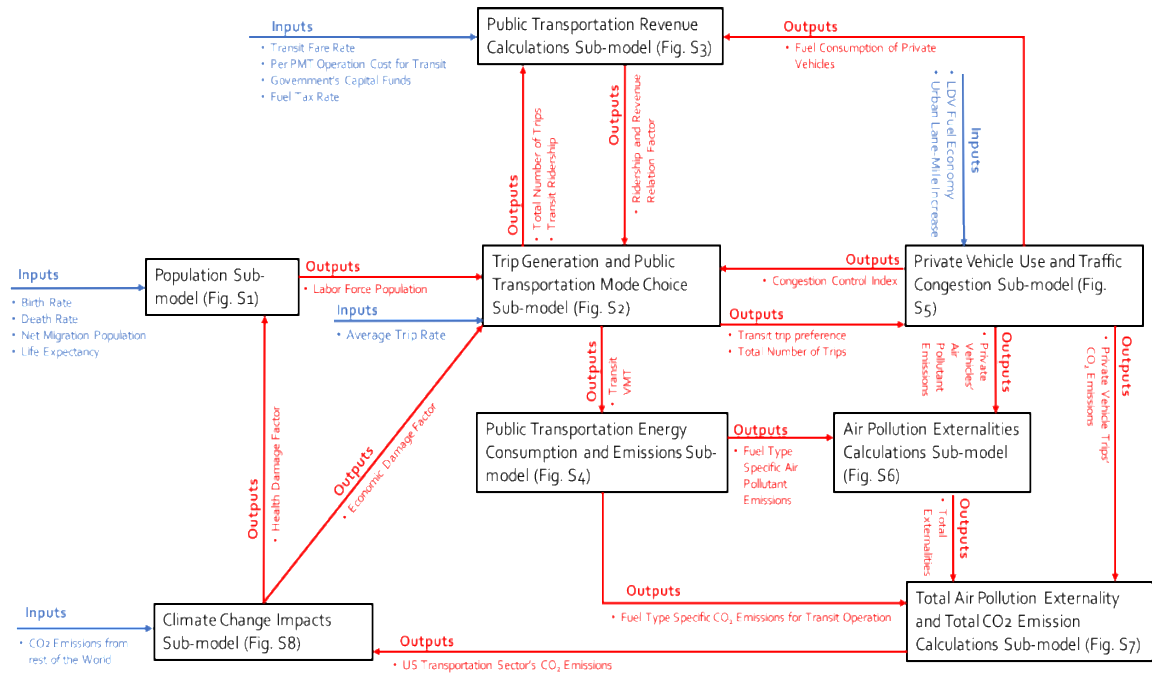 Inputs
• Transit Fare Rate
• Per PMT Operation Cost for Transit
• Government's Capital Funds
• Fuel Tax Rate
Public Transportation Revenue
Calculations Sub-model (Fig. S3)
Outputs
• Fuel Consumption of Private
Vehicles
Outputs
• Total Number of Trips
• Transit Ridership
Outputs
• Ridership and Revenue
Relation Factor
Inputs
• LDV Fuel Economy
• Urban Lane-Mile Increase
Inputs
• Birth Rate
• Death Rate
• Net Migration Population
• Life Expectancy
Population Sub-
model (Fig. S1)
Outputs
• Labor Force Population
Inputs
• Average Trip Rate
Trip Generation and Public
Transportation Mode Choice
Sub-model (Fig. S2)
Outputs
• Congestion Control Index
Outputs
• Transit trip preference
• Total Number of Trips
Private Vehicle Use and Traffic
Congestion Sub-model (Fig.
S5)
Outputs
• Transit
VMT
Outputs
• Private
Vehicles'
Air
Pollutant
Emissions
Outputs
• Private Vehicle Trips'
CO₂ Emissions
Public Transportation Energy
Consumption and Emissions Sub-
model (Fig. S4)
Outputs
• Fuel Type
Specific Air
Pollutant
Emissions
Air Pollution Externalities
Calculations Sub-model
(Fig. S6)
Outputs
• Total
Externalities
Outputs
• Health Damage Factor
Outputs
• Economic Damage Factor
Outputs
• Fuel Type Specific CO₂ Emissions for Transit Operation
Inputs
• CO2 Emissions from
rest of the World
Climate Change Impacts
Sub-model (Fig. S8)
Outputs
• US Transportation Sector's CO₂ Emissions
Total Air Pollution Externality
and Total CO2 Emission
Calculations Sub-model (Fig. S7)